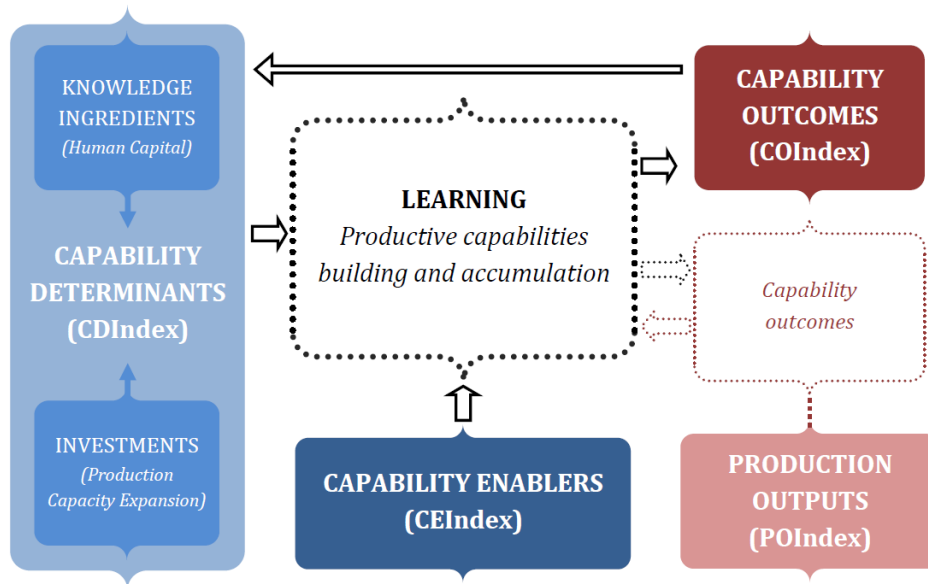 KNOWLEDGE
INGREDIENTS
(Human Capital)
CAPABILITY
DETERMINANTS
(CDIndex)
INVESTMENTS
(Production
Capacity Expansion)
LEARNING
Productive capabilities
building and accumulation
CAPABILITY ENABLERS
(CEIndex)
CAPABILITY
OUTCOMES
(COIndex)
Capability
outcomes
PRODUCTION
OUTPUTS
(POIndex)